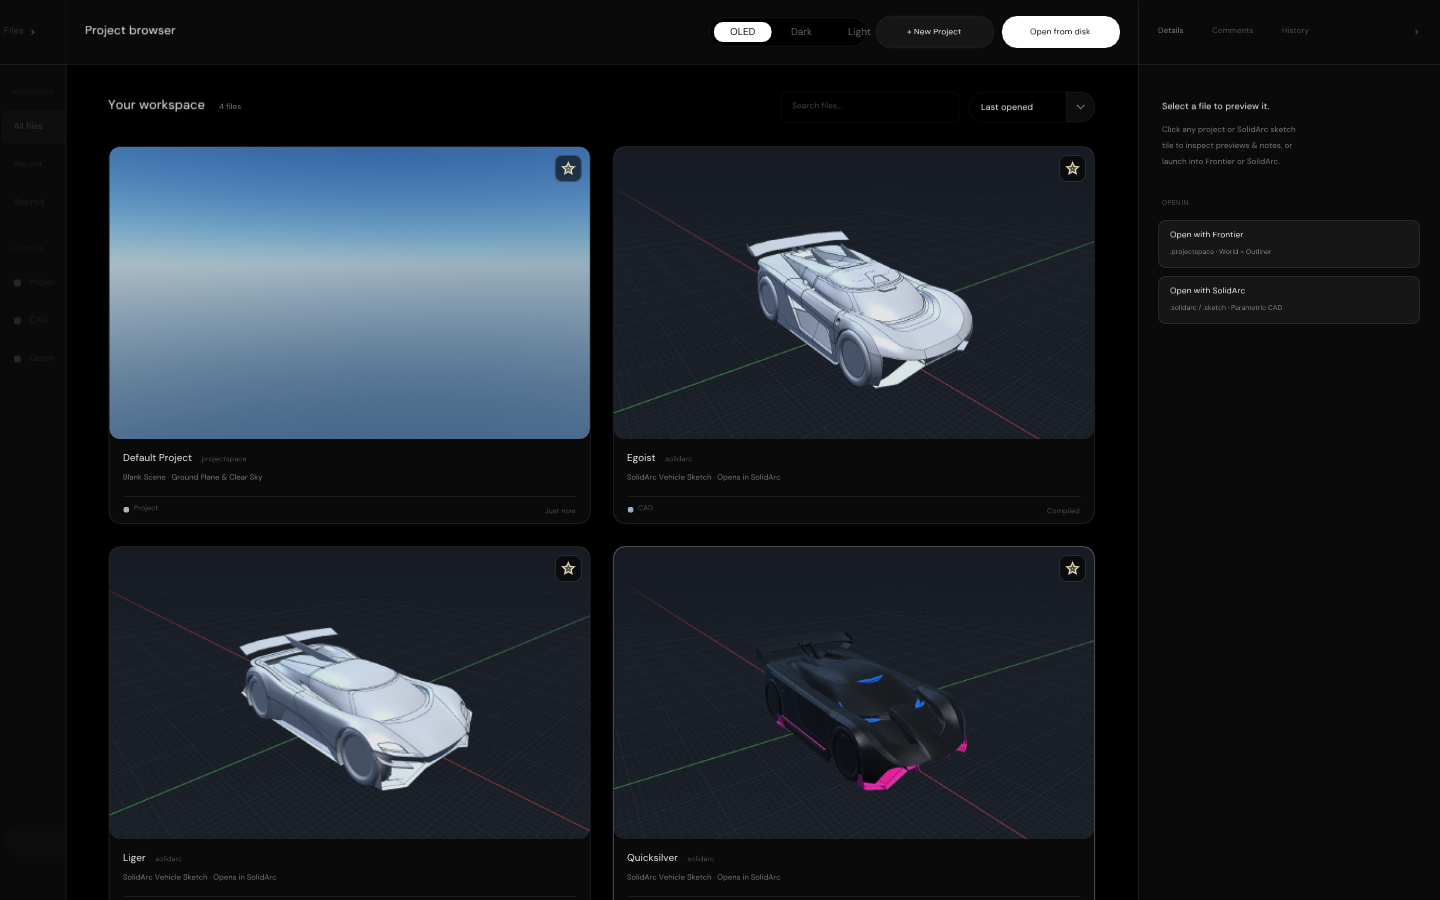 Files
Project browser
OLED
Dark
Light
+ New Project
Open from disk
Details
Comments
History
All files
Recent
Starred
Projec
CAD
Geom
Your workspace
4 files
Search files...
Last opened
Default Project
.projectspace
Blank Scene · Ground Plane & Clear Sky
Project
Just now
Egoist
.solidarc
SolidArc Vehicle Sketch · Opens in SolidArc
CAD
Compiled
Liger
.solidarc
SolidArc Vehicle Sketch · Opens in SolidArc
Quicksilver
.solidarc
SolidArc Vehicle Sketch · Opens in SolidArc
Select a file to preview it.
Click any project or SolidArc sketch
tile to inspect previews & notes, or
launch into Frontier or SolidArc.
OPEN IN
Open with Frontier
.projectspace · World + Outliner
Open with SolidArc
.solidarc / .sketch · Parametric CAD